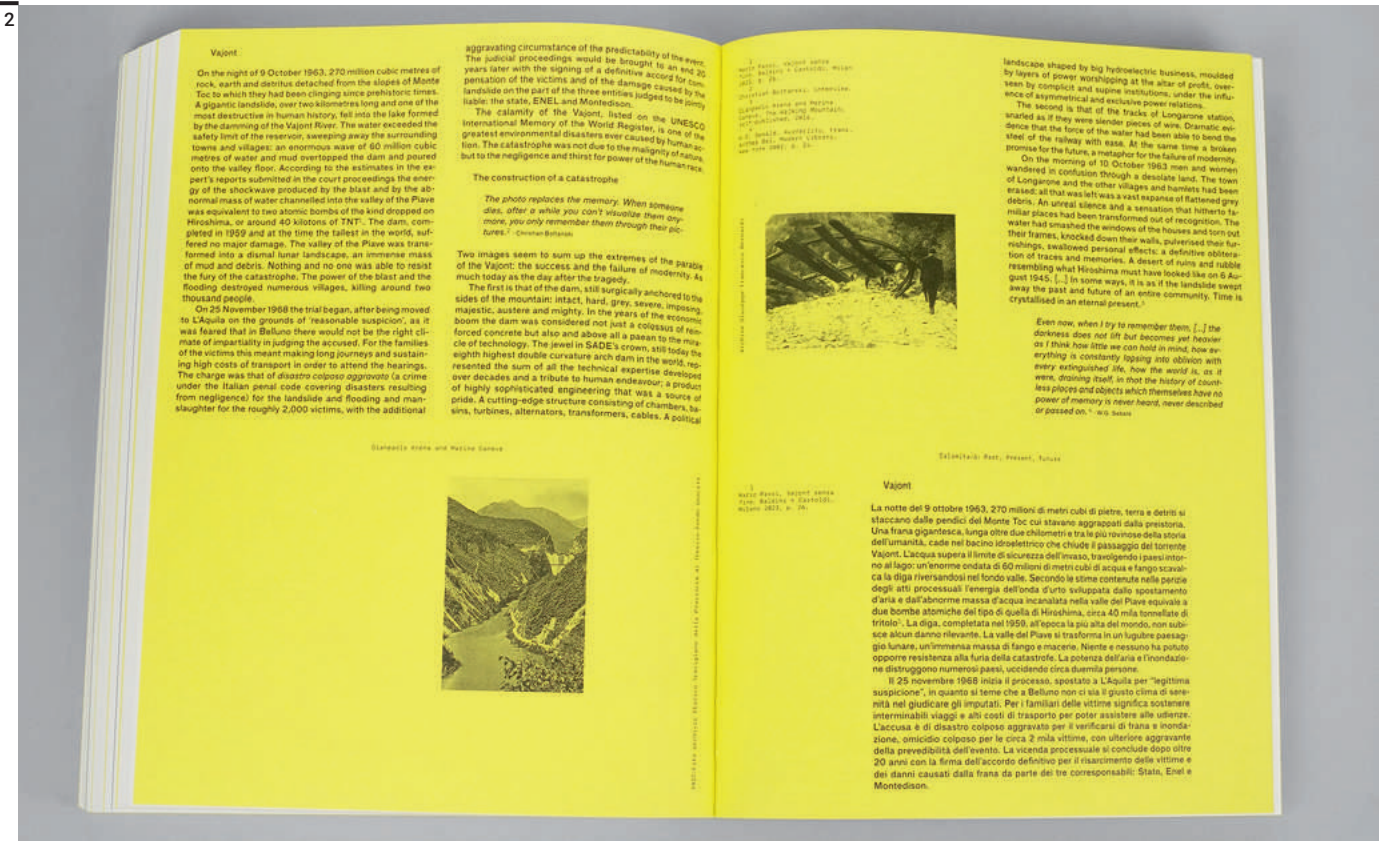 2
Vajont
On the night of 9 October 1963, 270 million cubic metres of
rock, earth and detritus detached from the slopes of Monte
Toc to which they had been clinging since prehistoric times.
A gigantic landslide, over two kilometres long and one of the
most destructive in human history, fell into the lake formed
by the damming of the Vajont River. The water exceeded the
safety limit of the reservoir, sweeping away the surrounding
towns and villages: an enormous wave of 60 million cubic
metres of water and mud overtopped the dam and poured
onto the valley floor. According to the estimates in the ex-
pert's reports submitted in the court proceedings the ener-
gy of the shockwave produced by the blast and by the ab-
normal mass of water channelled into the valley of the Piave
was equivalent to two atomic bombs of the kind dropped on
Hiroshima, or around 40 kilotons of TNT¹. The dam, com-
pleted in 1959 and at the time the tallest in the world, suf-
fered no major damage. The valley of the Piave was trans-
formed into a dismal lunar landscape, an immense mass
of mud and debris. Nothing and no one was able to resist
the fury of the catastrophe. The power of the blast and the
flooding destroyed numerous villages, killing around two
thousand people.
On 25 November 1968 the trial began, after being moved
to L'Aquila on the grounds of 'reasonable suspicion', as it
was feared that in Belluno there would not be the right cli-
mate of impartiality in judging the accused. For the families
of the victims this meant making long journeys and sustain-
ing high costs of transport in order to attend the hearings.
The charge was that of disastro colposo aggravato (a crime
under the Italian penal code covering disasters resulting
from negligence) for the landslide and flooding and man-
slaughter for the roughly 2,000 victims, with the additional
aggravating circumstance of the predictability of the event.
The judicial proceedings would be brought to an end 20
years later with the signing of a definitive accord for com-
pensation of the victims and of the damage caused by the
landslide on the part of the three entities judged to be jointly
liable: the state, ENEL and Montedison.
The calamity of the Vajont, listed on the UNESCO
International Memory of the World Register, is one of the
greatest environmental disasters ever caused by human ac-
tion. The catastrophe was not due to the malignity of nature,
but to the negligence and thirst for power of the human race.
The construction of a catastrophe
The photo replaces the memory. When someone
dies, after a while you can't visualize them any-
more, you only remember them through their pic-
tures.² -Christian Boltanski
Two images seem to sum up the extremes of the parable
of the Vajont: the success and the failure of modernity. As
much today as the day after the tragedy.
The first is that of the dam, still surgically anchored to the
sides of the mountain: intact, hard, grey, severe, imposing,
majestic, austere and mighty. In the years of the economic
boom the dam was considered not just a colossus of rein-
forced concrete but also and above all a paean to the mira-
cle of technology. The jewel in SADE's crown, still today the
eighth highest double curvature arch dam in the world, rep-
resented the sum of all the technical expertise developed
over decades and a tribute to human endeavour; a product
of highly sophisticated engineering that was a source of
pride. A cutting-edge structure consisting of chambers, ba-
sins, turbines, alternators, transformers, cables. A political
Gianpaolo Arena and Marina Caneve
1
Marco Paolini, Vajont senza
2
Christian Boltanski, interview.
3
Gianpaolo Arena and Marina
Caneve, The Walking Mountain,
4
W.G. Sebald, Austerlitz, trans.
Anthea Bell, Modern Library,
New York 2001, p. 24.
landscape shaped by big hydroelectric business, moulded
by layers of power worshipping at the altar of profit, over-
seen by complicit and supine institutions, under the influ-
ence of asymmetrical and exclusive power relations.
The second is that of the tracks of Longarone station,
snarled as if they were slender pieces of wire. Dramatic evi-
dence that the force of the water had been able to bend the
steel of the railway with ease. At the same time a broken
promise for the future, a metaphor for the failure of modernity.
On the morning of 10 October 1963 men and women
wandered in confusion through a desolate land. The town
of Longarone and the other villages and hamlets had been
erased: all that was left was a vast expanse of flattened grey
debris. An unreal silence and a sensation that hitherto fa-
miliar places had been transformed out of recognition. The
water had smashed the windows of the houses and torn out
their frames, knocked down their walls, pulverised their fur-
nishings, swallowed personal effects: a definitive oblitera-
tion of traces and memories. A desert of ruins and rubble
resembling what Hiroshima must have looked like on 6 Au-
gust 1945. [...] In some ways, it is as if the landslide swept
away the past and future of an entire community. Time is
crystallised in an eternal present.³
Even now, when I try to remember them, [...] the
darkness does not lift but becomes yet heavier
as I think how little we can hold in mind, how ev-
erything is constantly lapsing into oblivion with
every extinguished life, how the world is, as it
were, draining itself, in that the history of count-
less places and objects which themselves have no
power of memory is never heard, never described
or passed on.⁴ -W.G. Sebald
Past, Present, Future
1
Vajont senza
fine, Baldini + Castoldi,
Milano 2023, p. 26.
Vajont
La notte del 9 ottobre 1963, 270 milioni di metri cubi di pietre, terra e detriti si
staccano dalle pendici del Monte Toc cui stavano aggrappati dalla preistoria.
Una frana gigantesca, lunga oltre due chilometri e tra le più rovinose della storia
dell'umanità, cade nel bacino idroelettrico che chiude il passaggio del torrente
Vajont. L'acqua supera il limite di sicurezza dell'invaso, travolgendo i paesi intor-
no al lago: un'enorme ondata di 60 milioni di metri cubi di acqua e fango scaval-
ca la diga riversandosi nel fondo valle. Secondo le stime contenute nelle perizie
degli atti processuali l'energia dell'onda d'urto sviluppata dallo spostamento
d'aria e dall'abnorme massa d'acqua incanalata nella valle del Piave equivale a
due bombe atomiche del tipo di quella di Hiroshima, circa 40 mila tonnellate di
tritolo¹. La diga, completata nel 1959, all'epoca la più alta del mondo, non subi-
sce alcun danno rilevante. La valle del Piave si trasforma in un lugubre paesag-
gio lunare, un'immensa massa di fango e macerie. Niente e nessuno ha potuto
opporre resistenza alla furia della catastrofe. La potenza dell'aria e l'inondazio-
ne distruggono numerosi paesi, uccidendo circa duemila persone.
Il 25 novembre 1968 inizia il processo, spostato a L'Aquila per "legittima
suspicione", in quanto si teme che a Belluno non ci sia il giusto clima di sere-
nità nel giudicare gli imputati. Per i familiari delle vittime significa sostenere
interminabili viaggi e alti costi di trasporto per poter assistere alle udienze.
L'accusa è di disastro colposo aggravato per il verificarsi di frana e inonda-
zione, omicidio colposo per le circa 2 mila vittime, con ulteriore aggravante
della prevedibilità dell'evento. La vicenda processuale si conclude dopo oltre
20 anni con la firma dell'accordo definitivo per il risarcimento delle vittime e
dei danni causati dalla frana da parte dei tre corresponsabili: Stato, Enel e
Montedison.